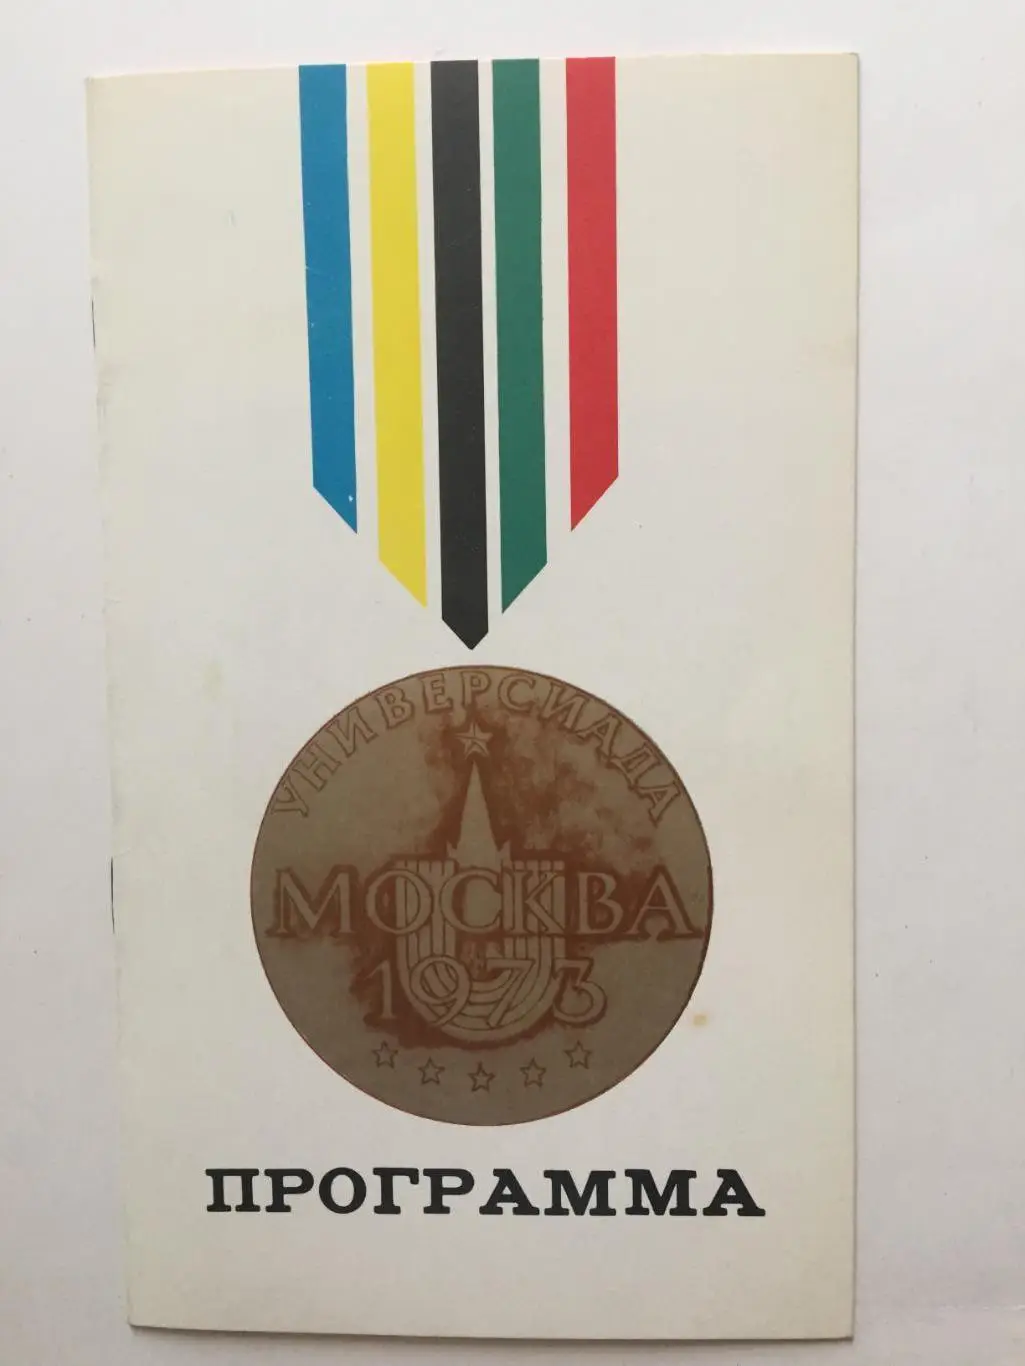 УНИВЕРСИАДА
МОСКВА
1973
ПРОГРАММА